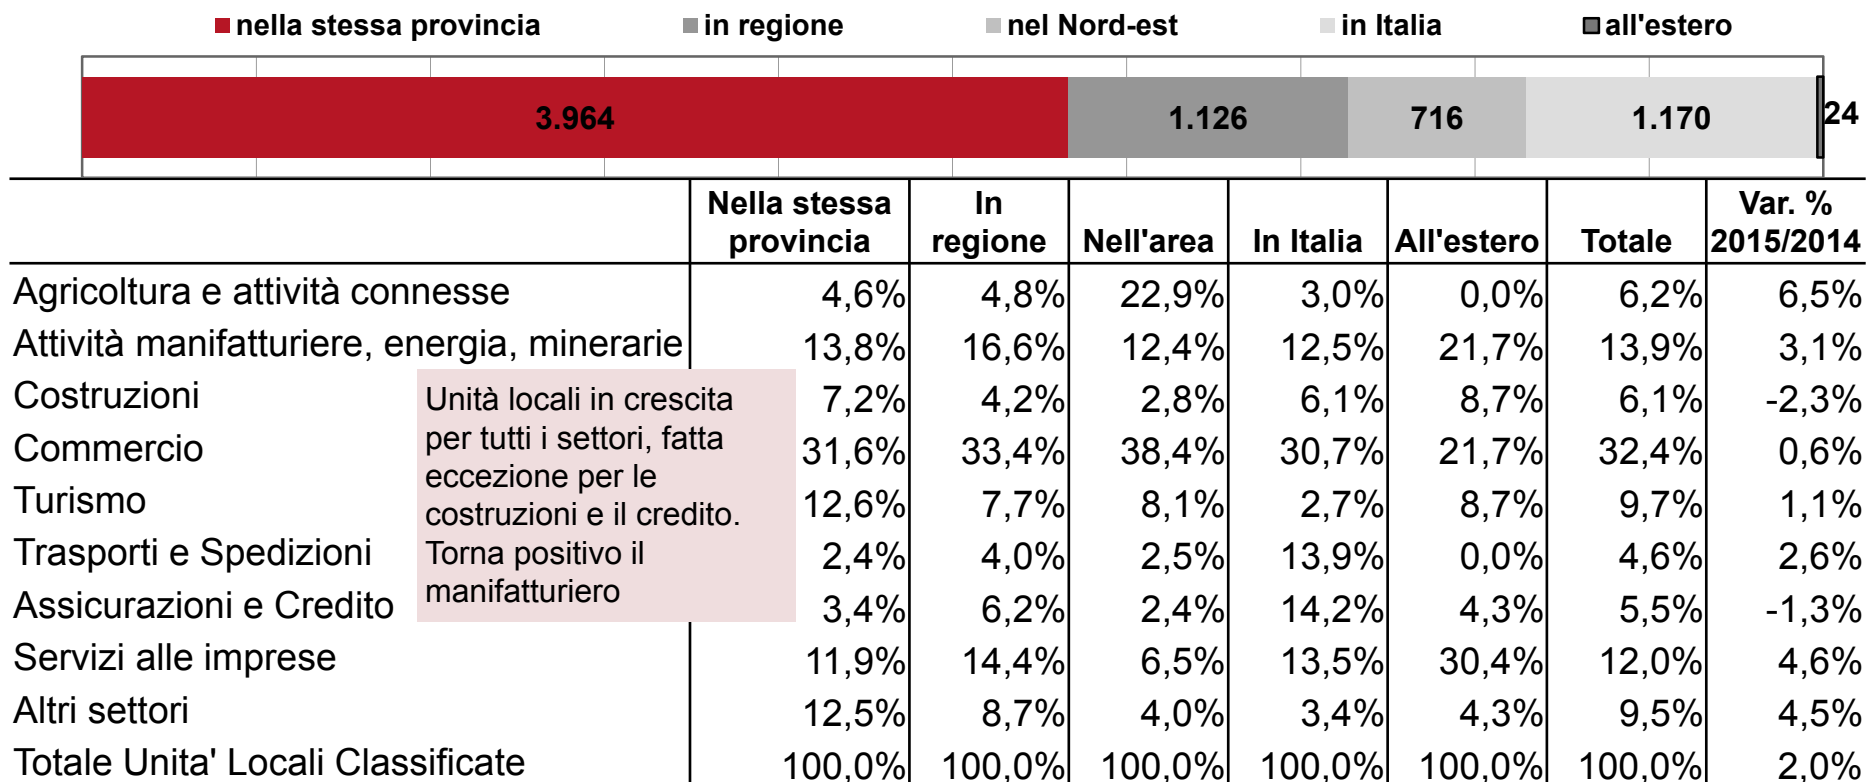 nella stessa provincia in regione nel Nord-est in Italia all'estero
3.964 1.126 716 1.170 24
Nella stessa provincia In regione Nell'area In Italia All'estero Totale Var. % 2015/2014
Agricoltura e attività connesse 4,6% 4,8% 22,9% 3,0% 0,0% 6,2% 6,5%
Attività manifatturiere, energia, minerarie 13,8% 16,6% 12,4% 12,5% 21,7% 13,9% 3,1%
Costruzioni 7,2% 4,2% 2,8% 6,1% 8,7% 6,1% -2,3%
Commercio 31,6% 33,4% 38,4% 30,7% 21,7% 32,4% 0,6%
Turismo 12,6% 7,7% 8,1% 2,7% 8,7% 9,7% 1,1%
Trasporti e Spedizioni 2,4% 4,0% 2,5% 13,9% 0,0% 4,6% 2,6%
Assicurazioni e Credito 3,4% 6,2% 2,4% 14,2% 4,3% 5,5% -1,3%
Servizi alle imprese 11,9% 14,4% 6,5% 13,5% 30,4% 12,0% 4,6%
Altri settori 12,5% 8,7% 4,0% 3,4% 4,3% 9,5% 4,5%
Totale Unita' Locali Classificate 100,0% 100,0% 100,0% 100,0% 100,0% 100,0% 2,0%
Unità locali in crescita
per tutti i settori, fatta
eccezione per le
costruzioni e il credito.
Torna positivo il
manifatturiero